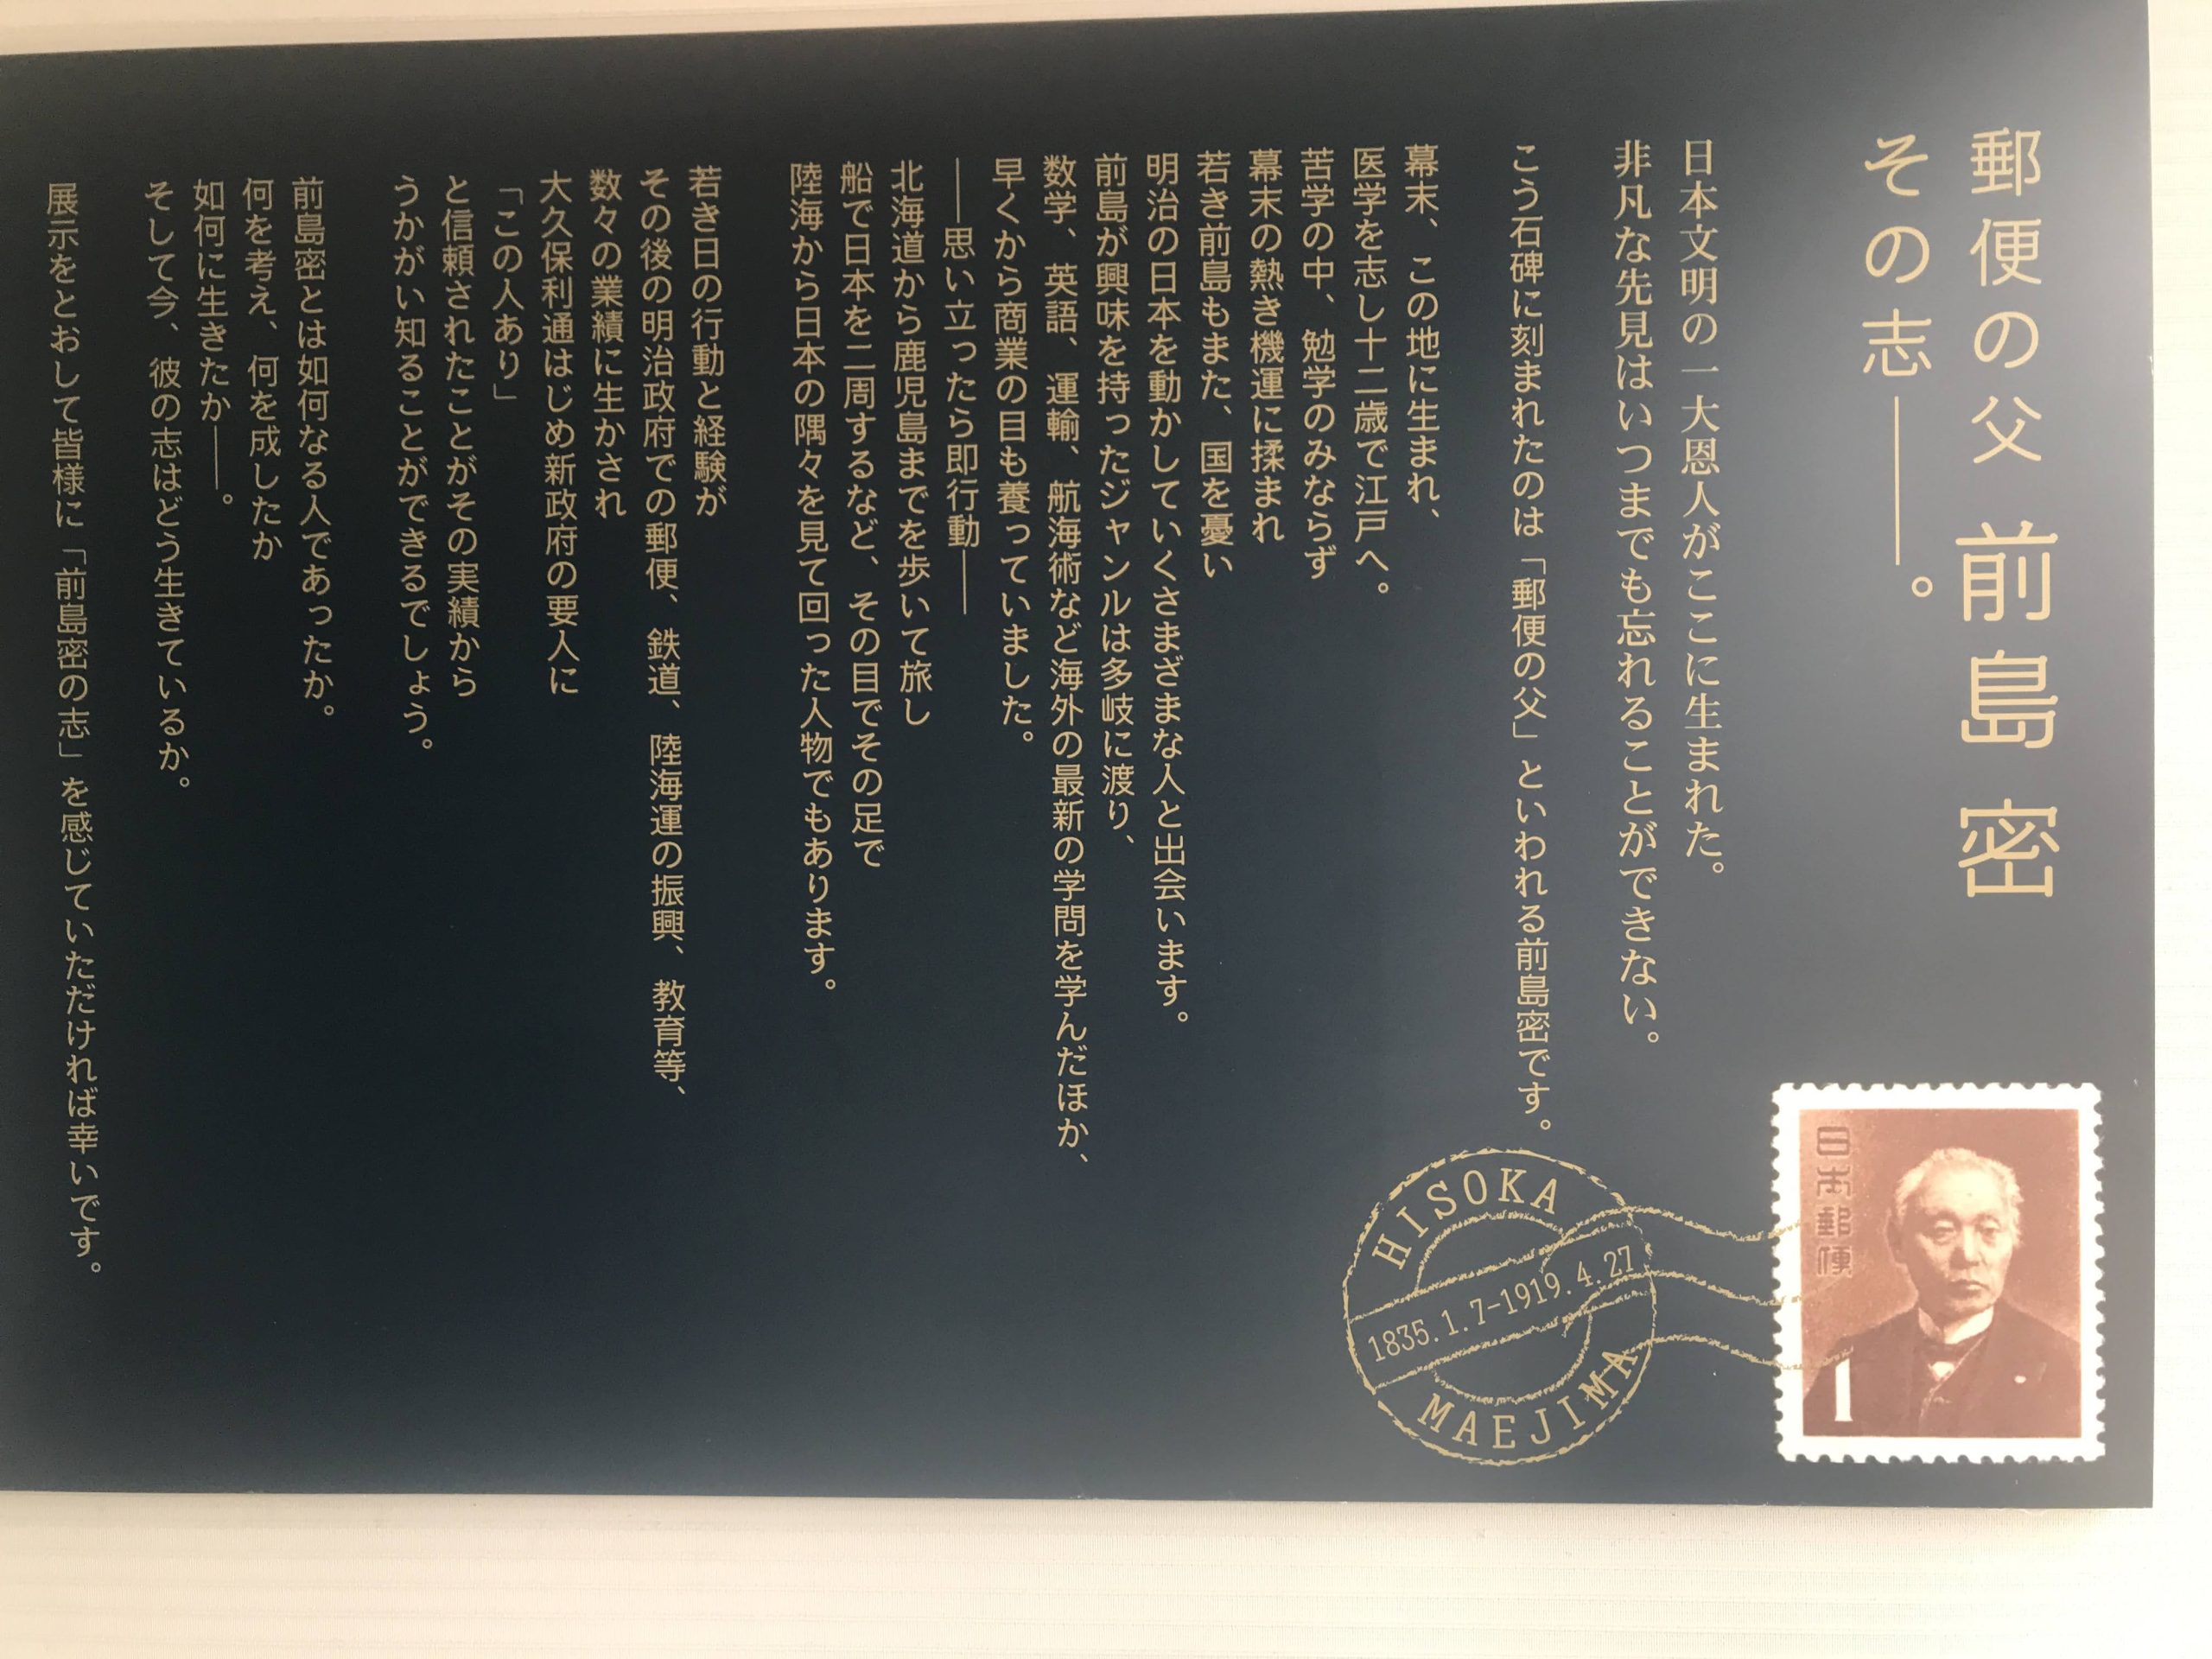 郵便の父 前島 密
その志――。
日本文明の一大恩人がここに生まれた。
非凡な先見はいつまでも忘れることができない。
こう石碑に刻まれたのは「郵便の父」といわれる前島密です。
幕末、この地に生まれ、
医学を志し十二歳で江戸へ。
苦学の中、勉学のみならず
幕末の熱き機運に揉まれ
若き前島もまた、国を憂い
明治の日本を動かしていくさまざまな人と出会います。
前島が興味を持ったジャンルは多岐に渡り、
数学、英語、運輸、航海術など海外の最新の学問を学んだほか、
早くから商業の目も養っていました。
――思い立ったら即行動――
北海道から鹿児島までを歩いて旅し
船で日本を二周するなど、その目でその足で
陸海から日本の隅々を見て回った人物でもあります。
若き日の行動と経験が
その後の明治政府での郵便、鉄道、陸海運の振興、教育等、
数々の業績に生かされ
大久保利通はじめ新政府の要人に
「この人あり」
と信頼されたことがその実績から
うかがい知ることができるでしょう。
前島密とは如何なる人であったか。
何を考え、何を成したか
如何に生きたか――。
そして今、彼の志はどう生きているか。
展示をとおして皆様に「前島密の志」を感じていただければ幸いです。
HISOKA
1835.1.7-1919.4.27
MAEJIMA
日本郵便
1